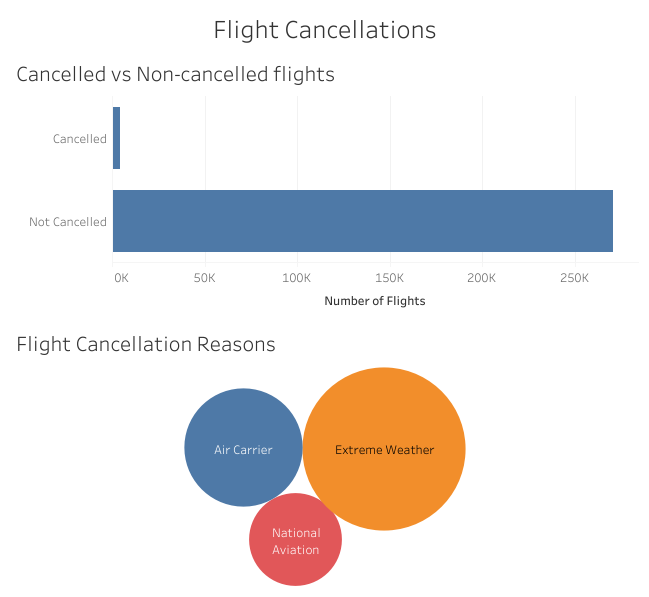 Flight Cancellations
Cancelled vs Non-cancelled flights
Cancelled
Not Cancelled
0K 50K 100K 150K 200K 250K
Number of Flights
Flight Cancellation Reasons
Air Carrier
Extreme Weather
National
Aviation